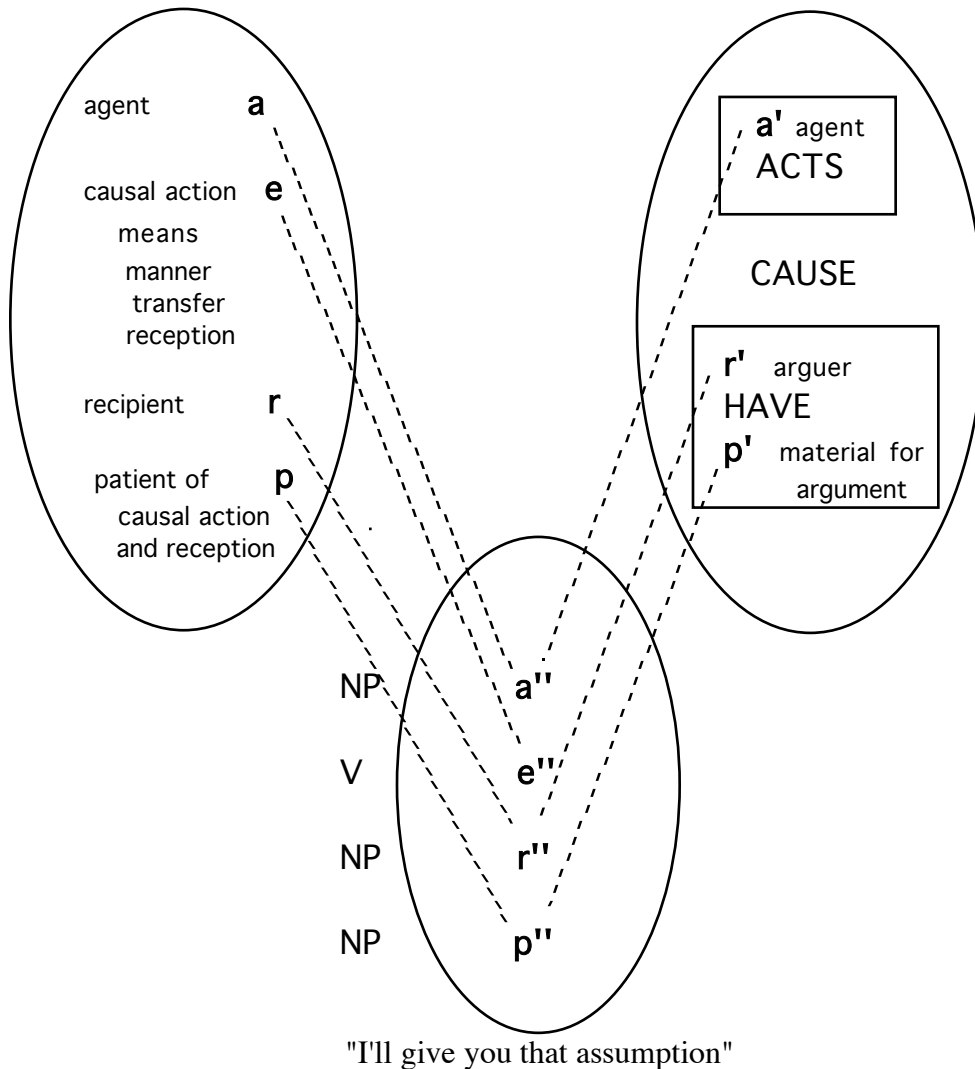 agent a
causal action e
means
manner
transfer
reception
recipient r
patient of p
causal action
and reception
a' agent
ACTS
CAUSE
r' arguer
HAVE
p' material for
argument
NP a''
V e''
NP r''
NP p''
"I'll give you that assumption"